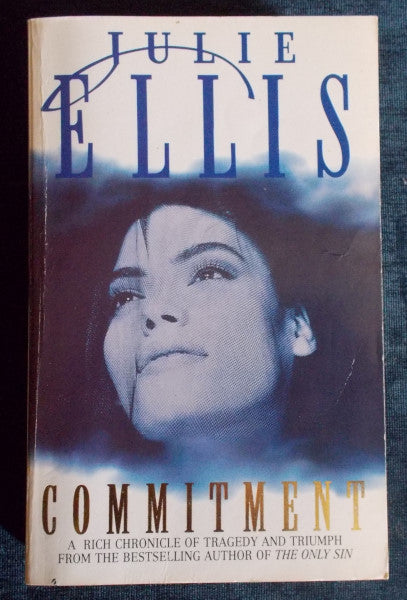 JULIE
ELLIS
COMMITMENT
A RICH CHRONICLE OF TRAGEDY AND TRIUMPH
FROM THE BESTSELLING AUTHOR OF THE ONLY SIN